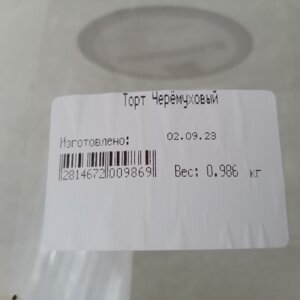 Торт Черёмуховый
Изготовлено: 02.09.23
2814672 009869 Вес: 0.986 кг